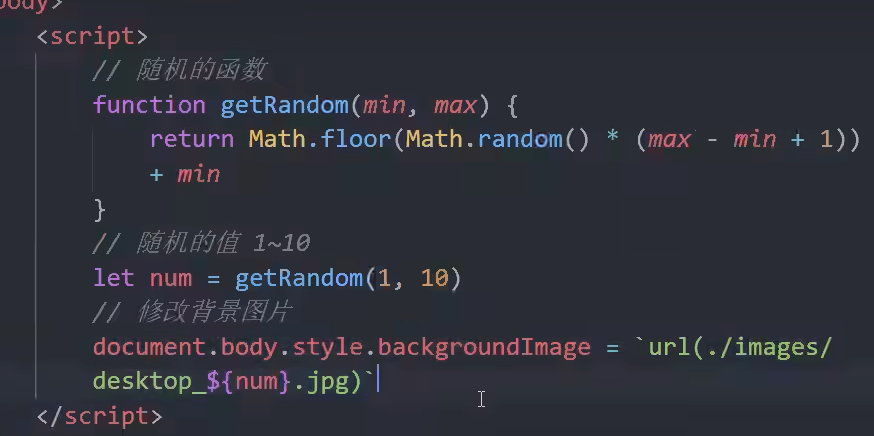 body>
<script>
// 随机的函数
function getRandom(min, max) {
return Math.floor(Math.random() * (max - min + 1))
+ min
}
// 随机的值 1~10
let num = getRandom(1, 10)
// 修改背景图片
document.body.style.backgroundImage = `url(./images/
desktop_${num}.jpg)`
</script>